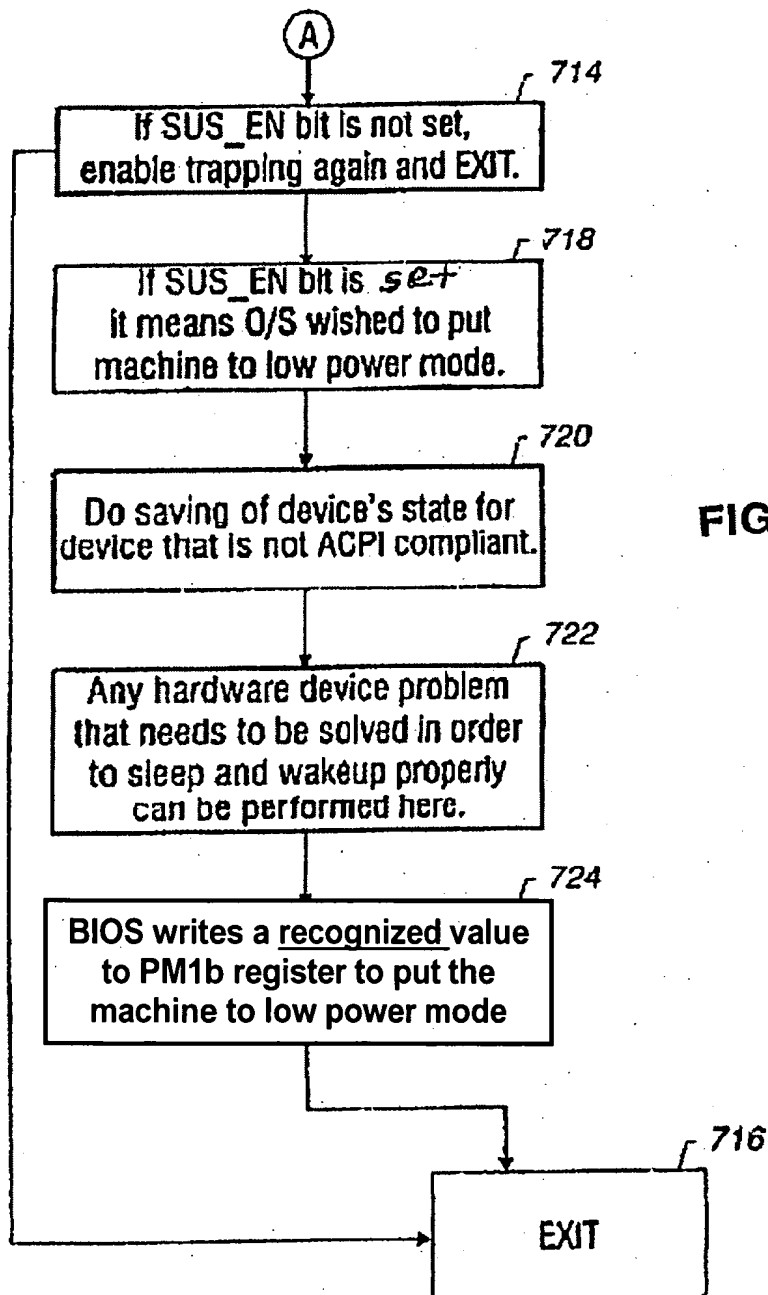 A
714
If SUS_EN bit is not set,
enable trapping again and EXIT.
718
If SUS_EN bit is set
it means O/S wished to put
machine to low power mode.
720
Do saving of device's state for
device that is not ACPI compliant.
FIG
722
Any hardware device problem
that needs to be solved in order
to sleep and wakeup properly
can be performed here.
724
BIOS writes a recognized value
to PM1b register to put the
machine to low power mode
716
EXIT